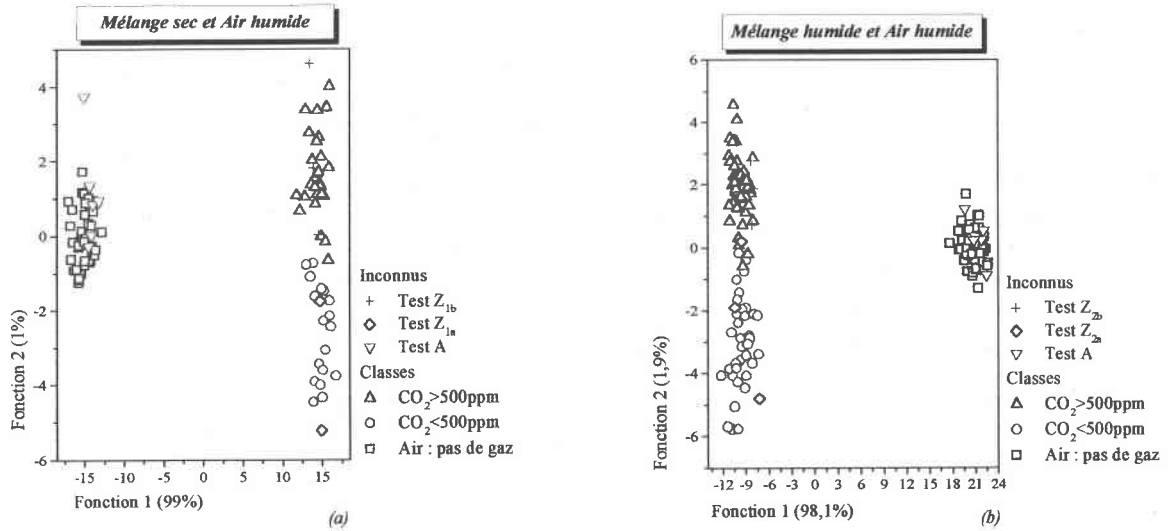 Mélange sec et Air humide
4
2
0
-2
-4
-6
Fonction 2 (1%)
-15 -10 -5 0 5 10 15
Fonction 1 (99%)
(a)
Inconnus
Test Z1b
Test Z1a
Test A
Classes
CO2>500ppm
CO2<500ppm
Air : pas de gaz
Mélange humide et Air humide
6
4
2
0
-2
-4
-6
Fonction 2 (1,9%)
-12 -9 -6 -3 0 3 6 9 12 15 18 21 24
Fonction 1 (98,1%)
(b)
Inconnus
Test Z2b
Test Z2a
Test A
Classes
CO2>500ppm
CO2<500ppm
Air : pas de gaz